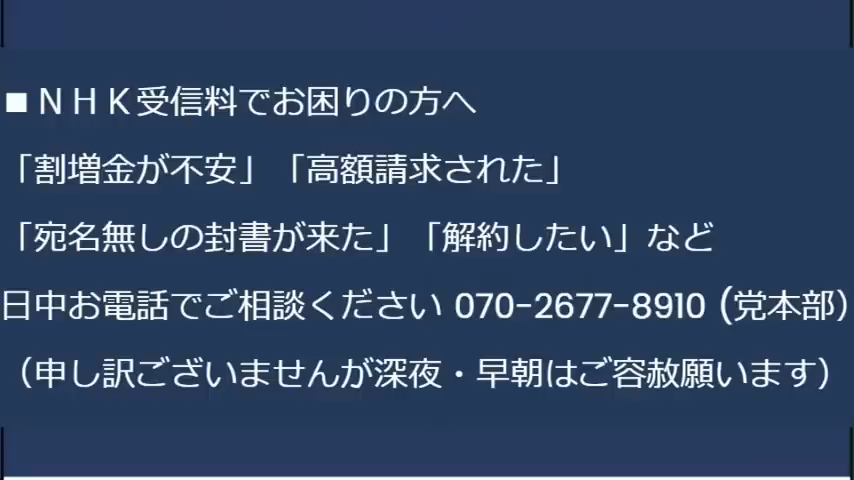 ■ＮＨＫ受信料でお困りの方へ
「割増金が不安」「高額請求された」
「宛名無しの封書が来た」「解約したい」など
日中お電話でご相談ください 070-2677-8910 (党本部)
（申し訳ございませんが深夜・早朝はご容赦願います）